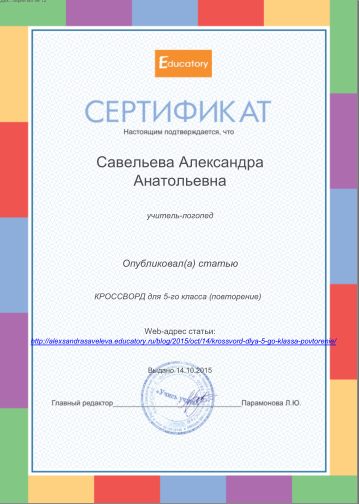 Educatory
СЕРТИФИКАТ
Настоящим подтверждается, что
Савельева Александра
Анатольевна
учитель-логопед
Опубликовал(а) статью
КРОССВОРД для 5-го класса (повторение)
Web-адрес статьи:
http://alexsandrasaveleva.educatory.ru/blog/2015/oct/14/krossvord-dlya-5-go-klassa-povtorenie/
Выдано 14.10.2015
Главный редактор Парамонова Л.Ю.